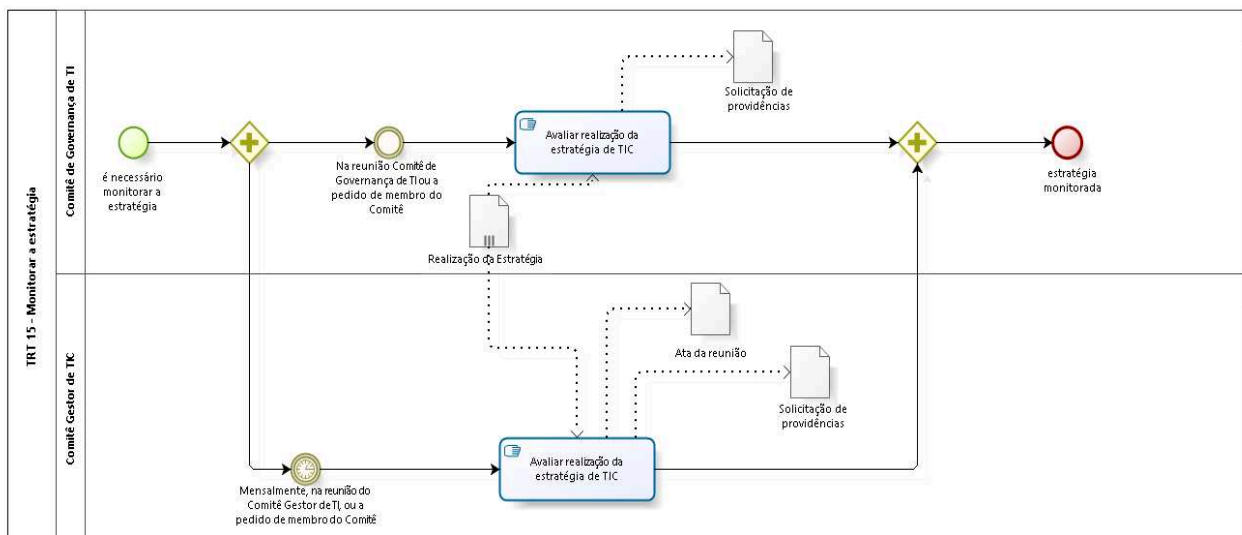 TRT 15 - Monitorar a estratégia
Comitê de Governança de TI
Solicitação de
providências
Avaliar realização da
estratégia de TIC
é necessário
monitorar a
estratégia
Na reunião Comitê de
Governança de TI ou a
pedido de membro do
Comitê
estratégia
monitorada
Realização da Estratégia
Comitê Gestor de TIC
Ata da reunião
Solicitação de
providências
Avaliar realização da
estratégia de TIC
Mensalmente, na reunião do
Comitê Gestor de TI, ou a
pedido de membro do Comitê